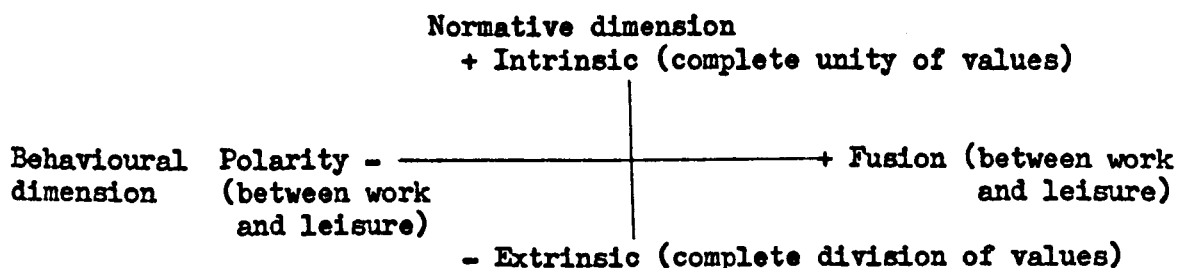 Normative dimension
+ Intrinsic (complete unity of values)
Behavioural Polarity - + Fusion (between work
dimension (between work and leisure)
and leisure)
- Extrinsic (complete division of values)